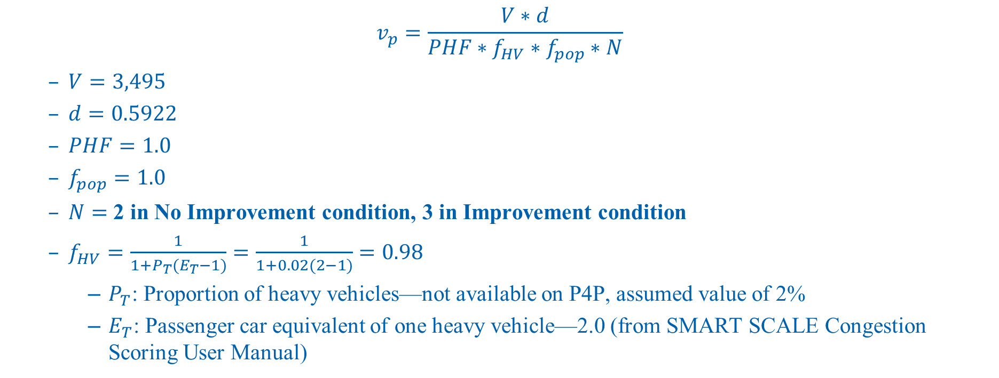 v_p = \frac{V * d}{PHF * f_{HV} * f_{pop} * N}
– V = 3,495
– d = 0.5922
– PHF = 1.0
– f_{pop} = 1.0
– N = 2 in No Improvement condition, 3 in Improvement condition
– f_{HV} = \frac{1}{1+P_T(E_T−1)} = \frac{1}{1+0.02(2−1)} = 0.98
– P_T: Proportion of heavy vehicles—not available on P4P, assumed value of 2%
– E_T: Passenger car equivalent of one heavy vehicle—2.0 (from SMART SCALE Congestion
Scoring User Manual)